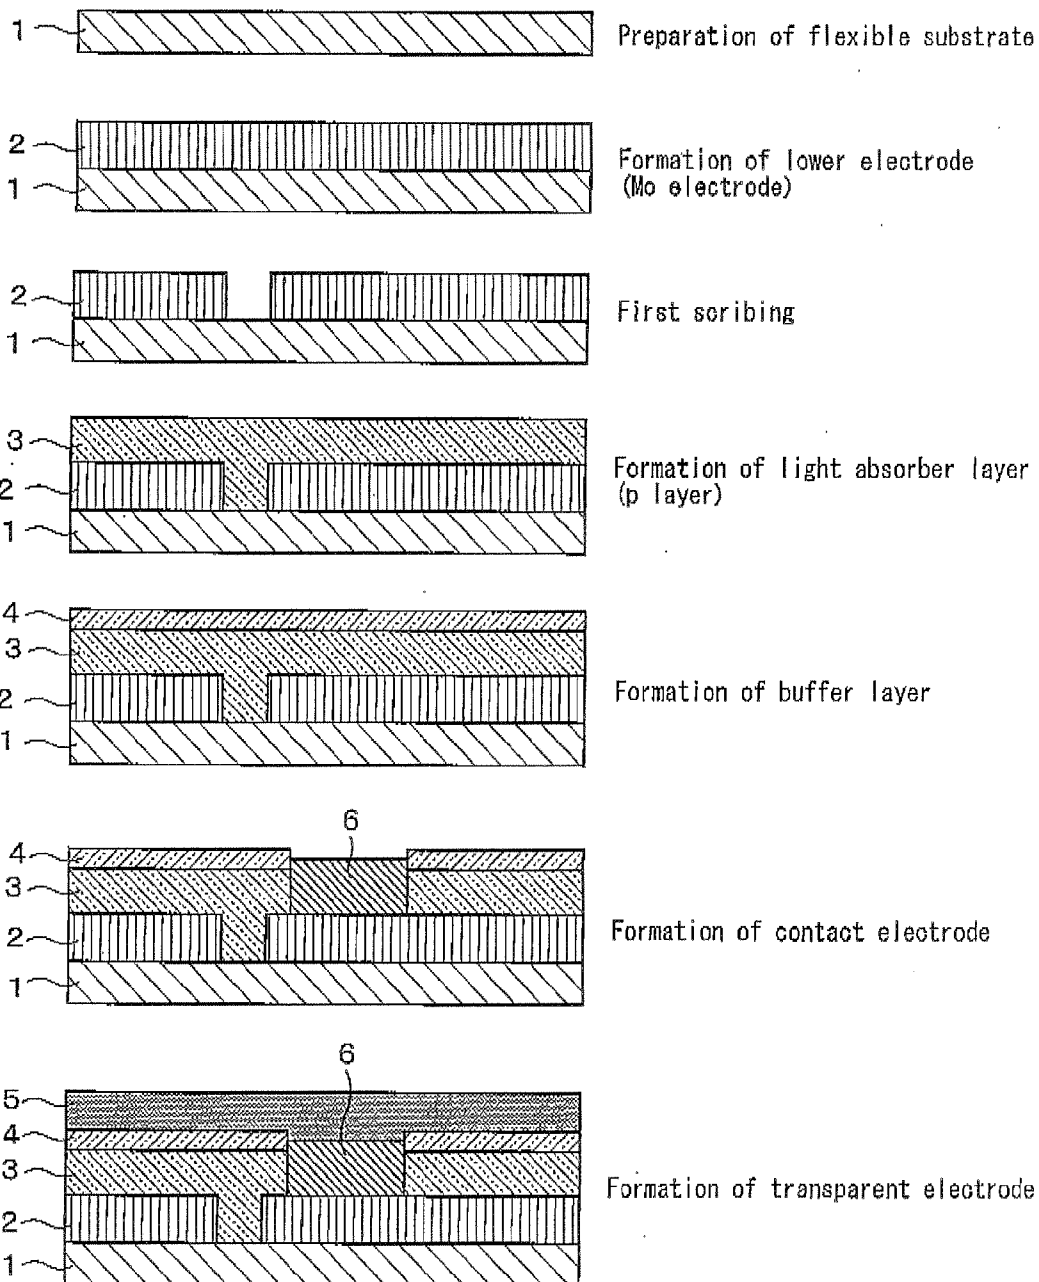 1 Preparation of flexible substrate
2 Formation of lower electrode
1 (Mo electrode)
2 First scribing
1
3 Formation of light absorber layer
2 (p layer)
1
4
3
2 Formation of buffer layer
1
6
4
3
2 Formation of contact electrode
1
6
5
4
3 Formation of transparent electrode
2
1